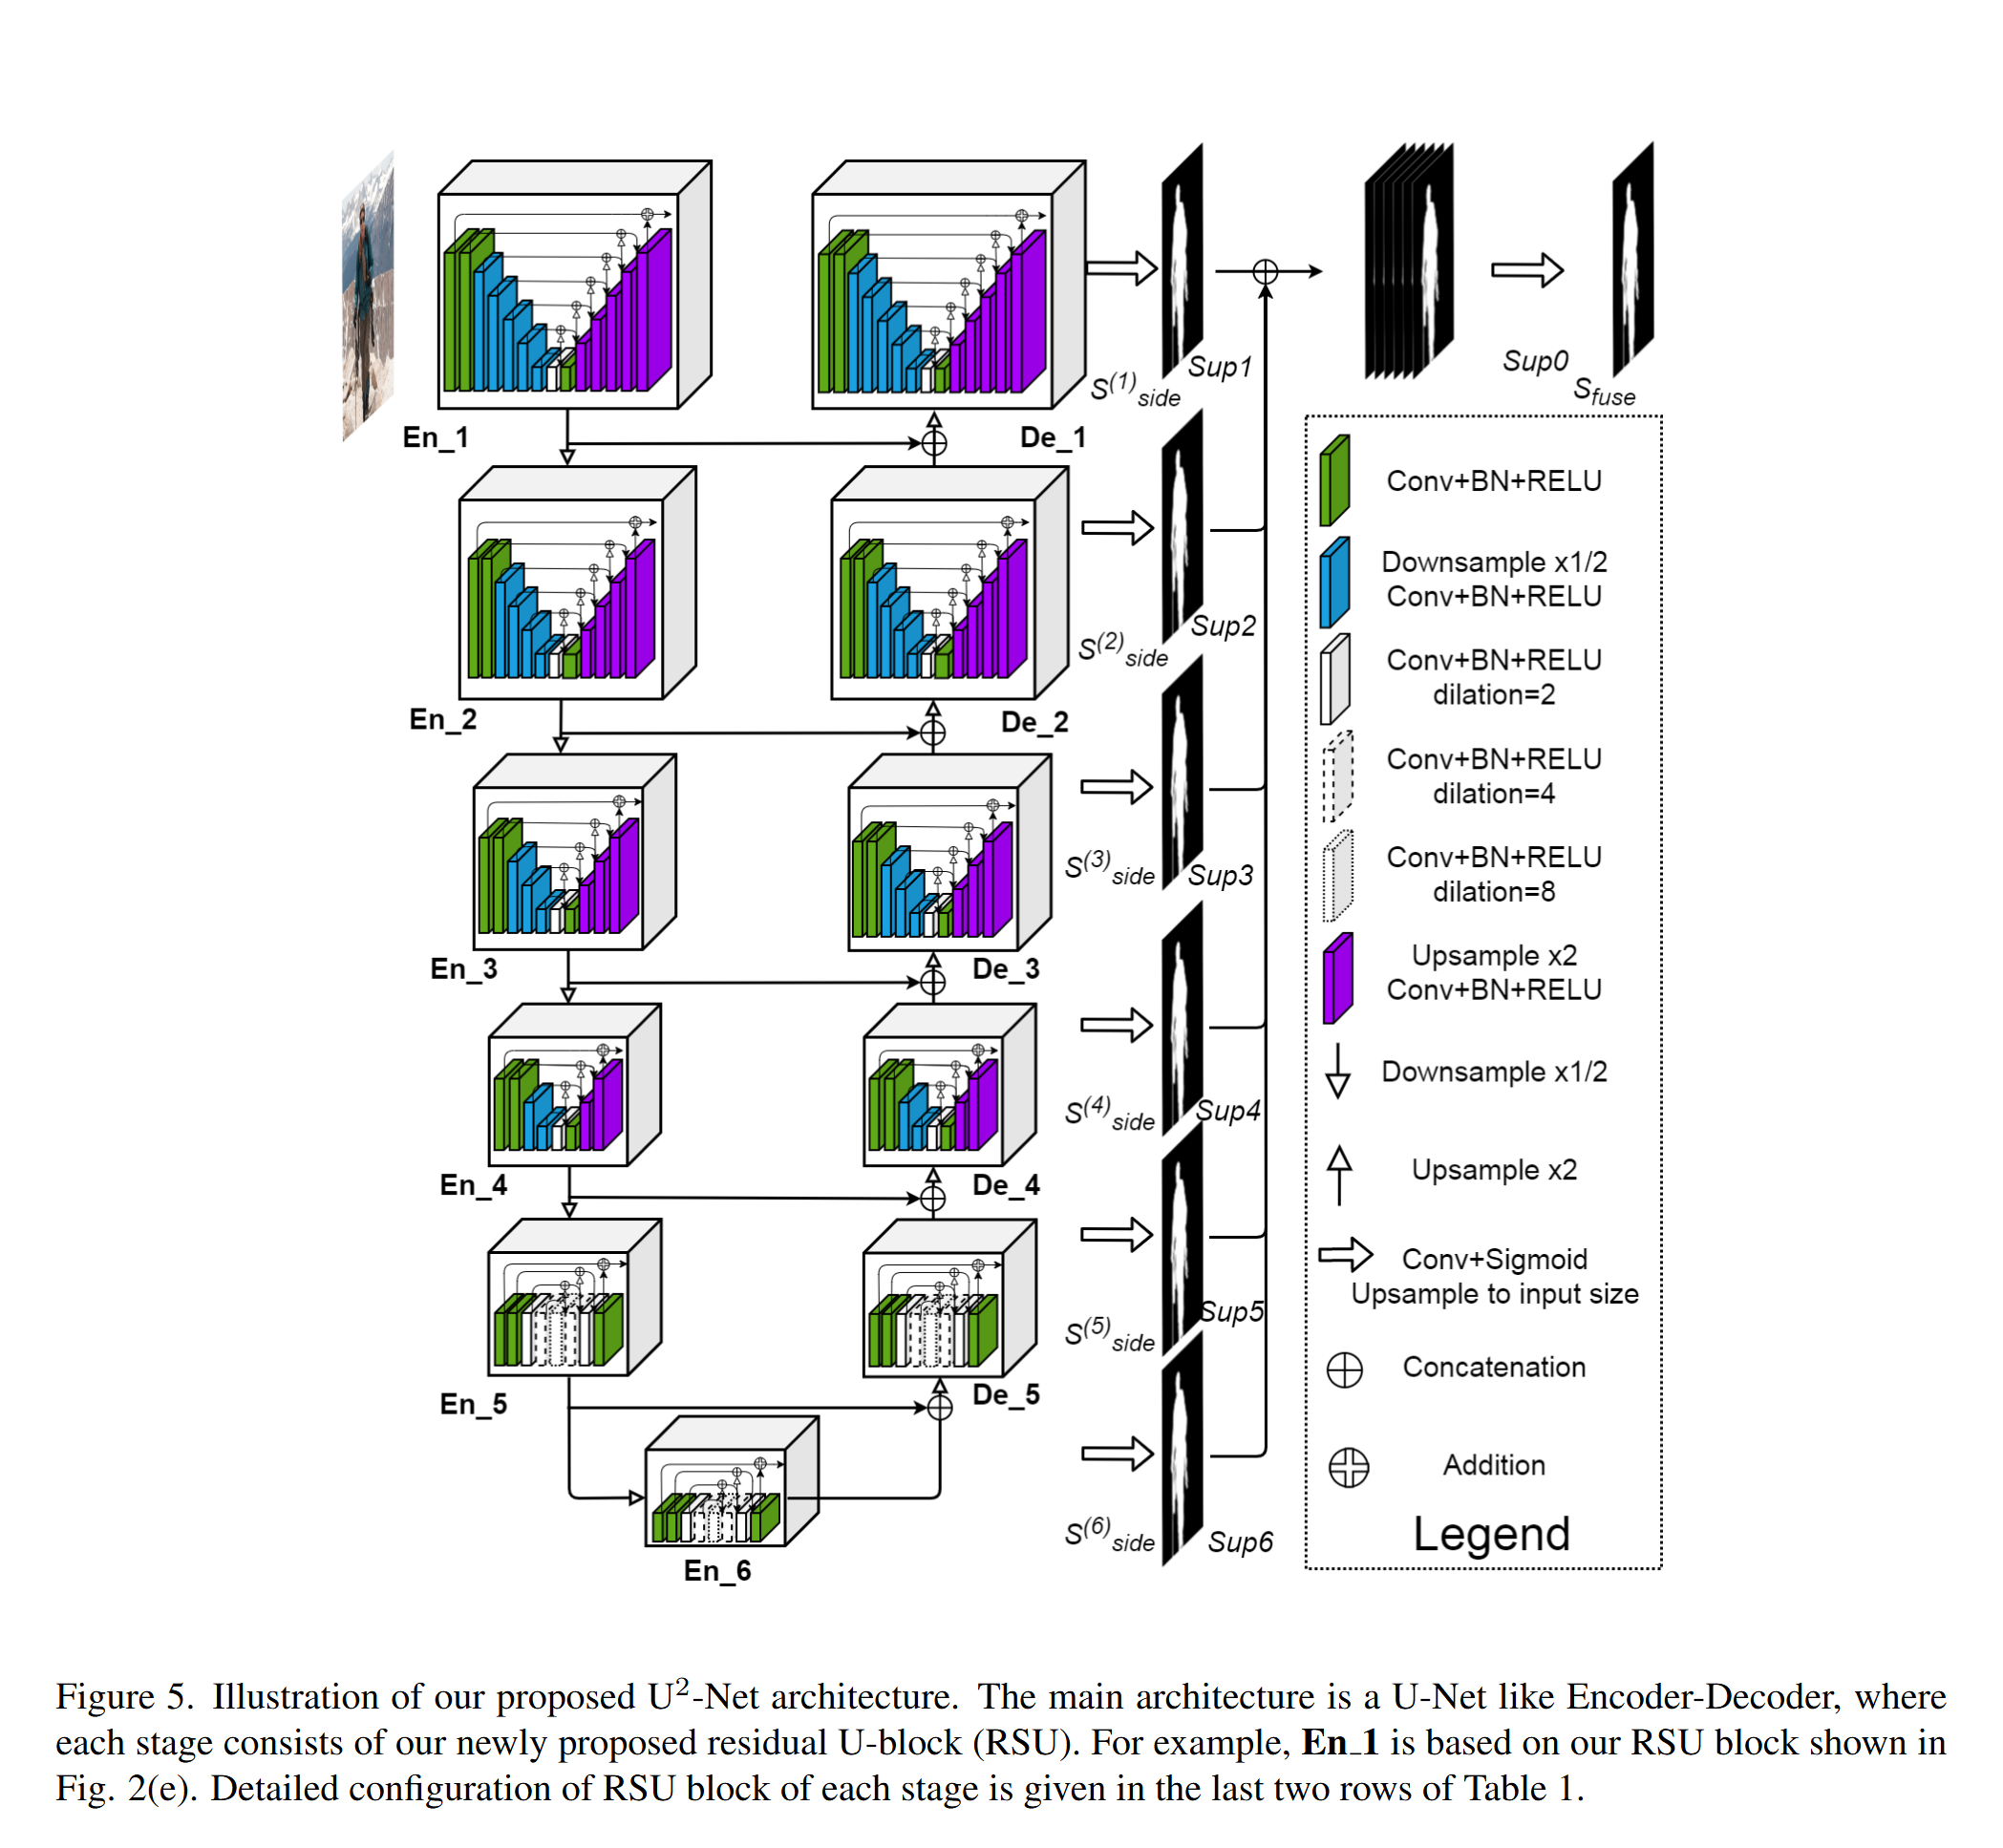 En_1
De_1
S(1)side
Sup1
Sup0
Sfuse
En_2
De_2
S(2)side
Sup2
En_3
De_3
S(3)side
Sup3
En_4
De_4
S(4)side
Sup4
En_5
De_5
S(5)side
Sup5
En_6
S(6)side
Sup6
Conv+BN+RELU
Downsample x1/2
Conv+BN+RELU
Conv+BN+RELU
dilation=2
Conv+BN+RELU
dilation=4
Conv+BN+RELU
dilation=8
Upsample x2
Conv+BN+RELU
Downsample x1/2
Upsample x2
Conv+Sigmoid
Upsample to input size
Concatenation
Addition
Legend
Figure 5. Illustration of our proposed U²-Net architecture. The main architecture is a U-Net like Encoder-Decoder, where
each stage consists of our newly proposed residual U-block (RSU). For example, En_1 is based on our RSU block shown in
Fig. 2(e). Detailed configuration of RSU block of each stage is given in the last two rows of Table 1.